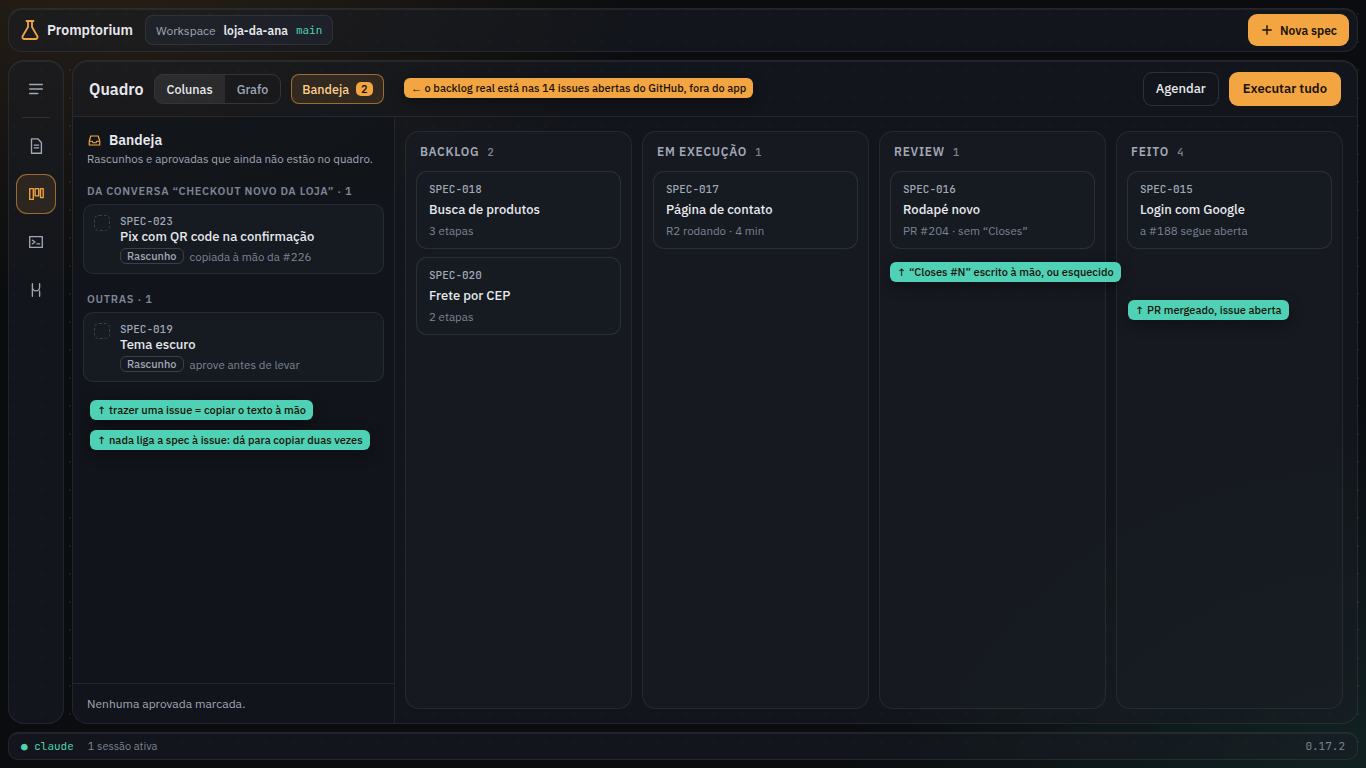 Promptorium
Workspace loja-da-ana main
+ Nova spec
Quadro
Colunas
Grafo
Bandeja 2
← o backlog real está nas 14 issues abertas do GitHub, fora do app
Agendar
Executar tudo
Bandeja
Rascunhos e aprovadas que ainda não estão no quadro.
DA CONVERSA “CHECKOUT NOVO DA LOJA” · 1
SPEC-023
Pix com QR code na confirmação
Rascunho copiada à mão da #226
OUTRAS · 1
SPEC-019
Tema escuro
Rascunho aprove antes de levar
↑ trazer uma issue = copiar o texto à mão
↑ nada liga a spec à issue: dá para copiar duas vezes
Nenhuma aprovada marcada.
BACKLOG 2
SPEC-018
Busca de produtos
3 etapas
SPEC-020
Frete por CEP
2 etapas
EM EXECUÇÃO 1
SPEC-017
Página de contato
R2 rodando · 4 min
REVIEW 1
SPEC-016
Rodapé novo
PR #204 · sem “Closes”
↑ “Closes #N” escrito à mão, ou esquecido
FEITO 4
SPEC-015
Login com Google
a #188 segue aberta
↑ PR mergeado, issue aberta
claude 1 sessão ativa
0.17.2